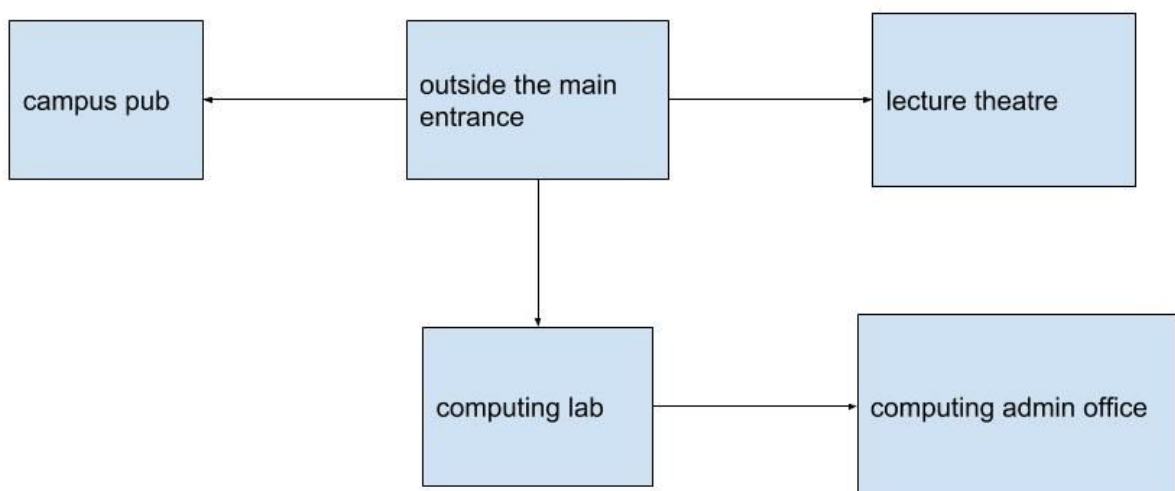 campus pub
outside the main
entrance
lecture theatre
computing lab
computing admin office